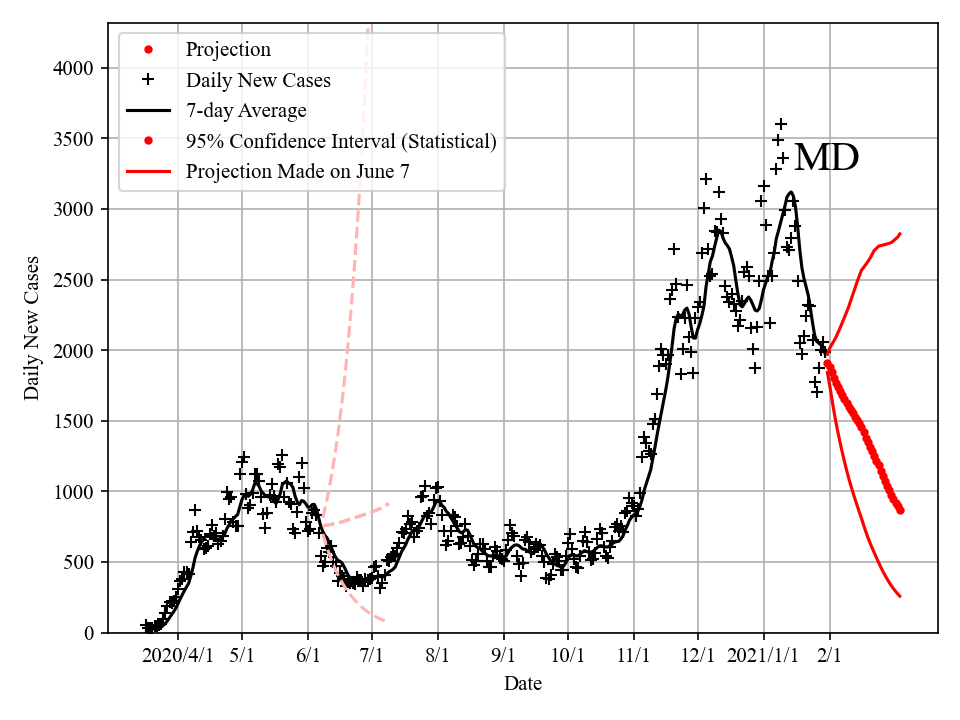 Projection
Daily New Cases
7-day Average
95% Confidence Interval (Statistical)
Projection Made on June 7
MD
Daily New Cases
4000
3500
3000
2500
2000
1500
1000
500
0
2020/4/1 5/1 6/1 7/1 8/1 9/1 10/1 11/1 12/1 2021/1/1 2/1
Date